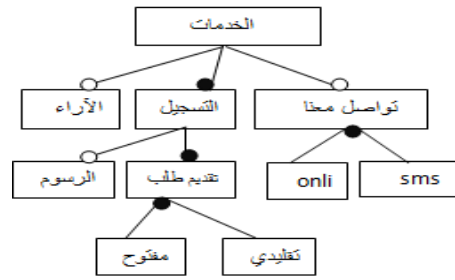 الخدمات
الآراء
التسجيل
تواصل معنا
الرسوم
تقديم طلب
onli
sms
مفتوح
تقليدي